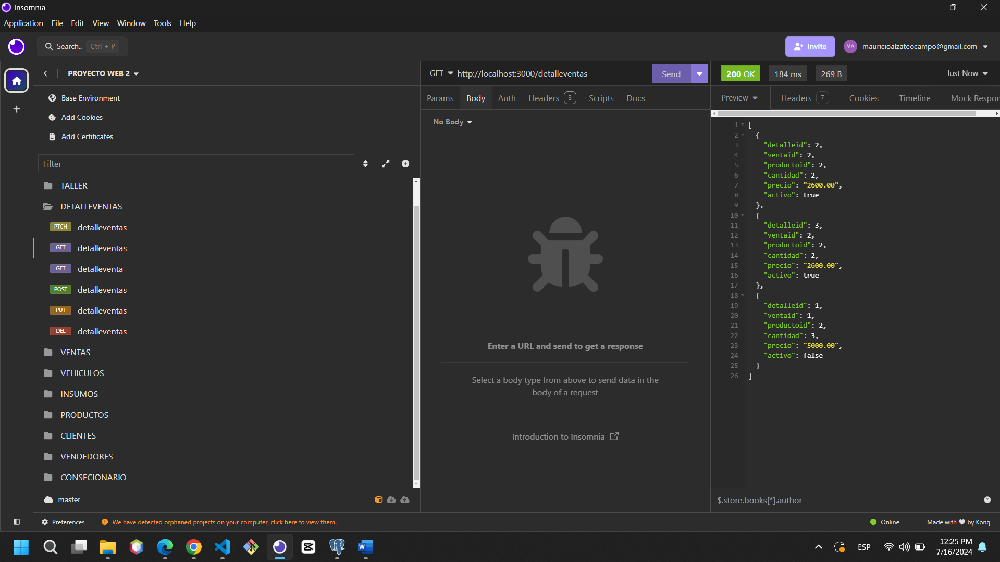 Insomnia
Application File Edit View Window Tools Help
Search.. Ctrl + P
Invite
MA mauricioalzateocampo@gmail.com
PROYECTO WEB 2
Base Environment
Add Cookies
Add Certificates
Filter
TALLER
DETALLEVENTAS
PTCH detalleventas
GET detalleventas
GET detalleventa
POST detalleventas
PUT detalleventas
DEL detalleventas
VENTAS
VEHICULOS
INSUMOS
PRODUCTOS
CLIENTES
VENDEDORES
CONSECIONARIO
master
GET http://localhost:3000/detalleventas
Send
Params Body Auth Headers 3 Scripts Docs
No Body
Enter a URL and send to get a response
Select a body type from above to send data in the
body of a request
Introduction to Insomnia
200 OK 184 ms 269 B Just Now
Preview Headers 7 Cookies Timeline Mock Respor
1 [
2 {
3 "detalleid": 2,
4 "ventaid": 2,
5 "productoid": 2,
6 "cantidad": 2,
7 "precio": "2600.00",
8 "activo": true
9 },
10 {
11 "detalleid": 3,
12 "ventaid": 2,
13 "productoid": 2,
14 "cantidad": 2,
15 "precio": "2600.00",
16 "activo": true
17 },
18 {
19 "detalleid": 1,
20 "ventaid": 1,
21 "productoid": 2,
22 "cantidad": 3,
23 "precio": "5000.00",
24 "activo": false
25 }
26 ]
$.store.books[*].author
Preferences
We have detected orphaned projects on your computer, click here to view them.
Online
Made with ♥ by Kong
ESP
12:25 PM
7/16/2024